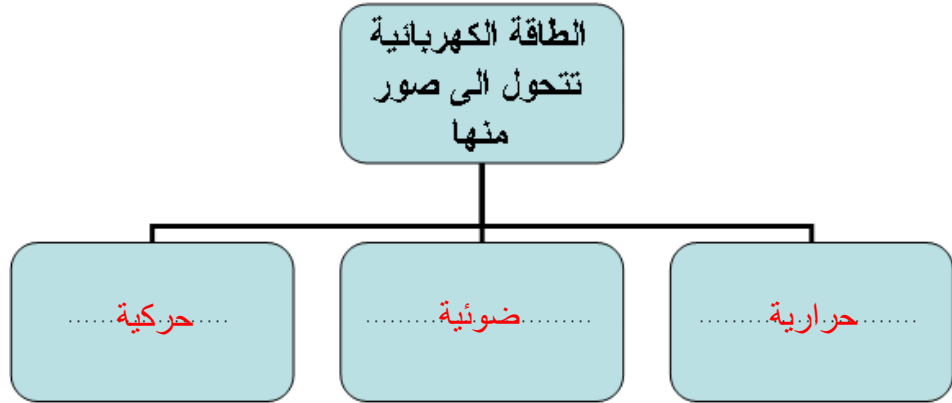 الطاقة الكهربائية
تتحول الى صور
منها
حرارية
ضوئية
حركية